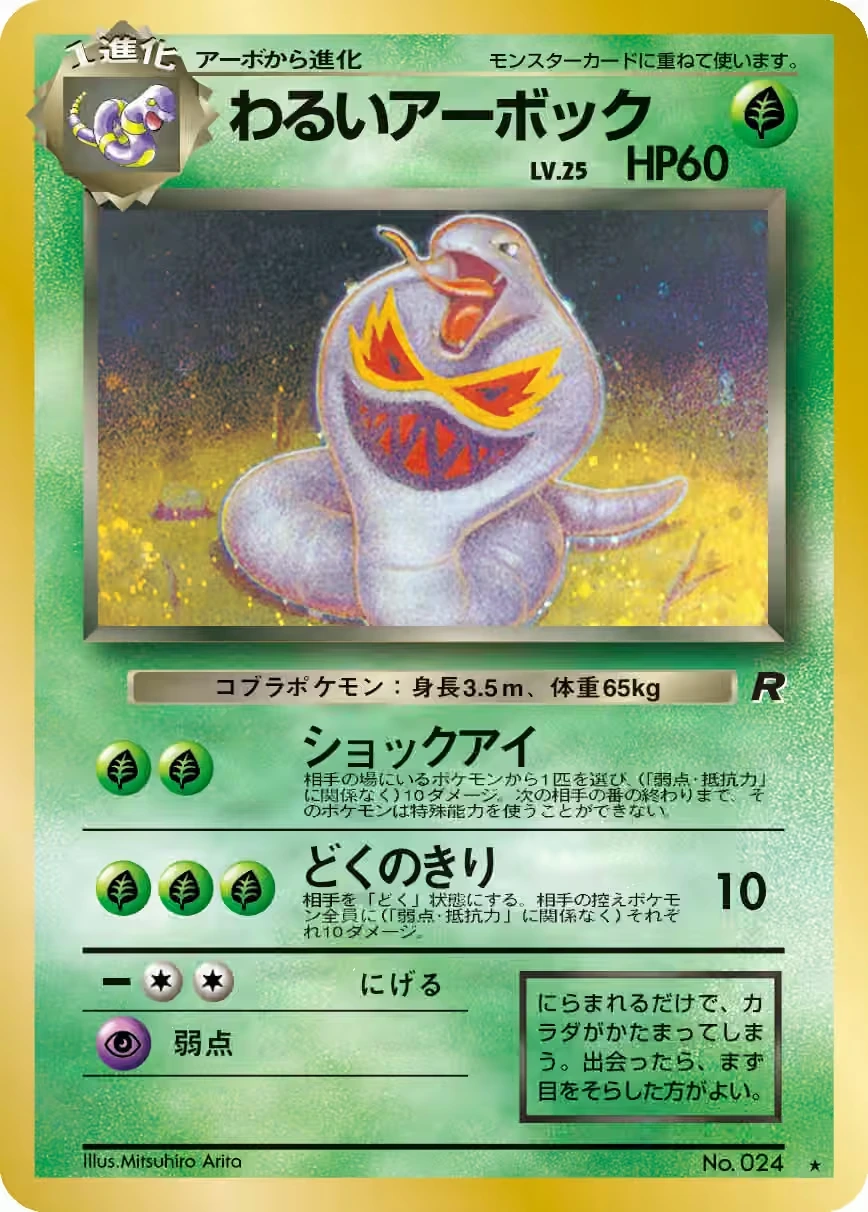 1進化
アーボから進化
モンスターカードに重ねて使います。
わるいアーボック
LV.25 HP60
コブラポケモン：身長3.5m、体重65kg
R
ショックアイ
相手の場にいるポケモンから1匹を選び、(「弱点・抵抗力」
に関係なく)10ダメージ。次の相手の番の終わりまで、そ
のポケモンは特殊能力を使うことができない。
どくのきり
10
相手を「どく」状態にする。相手の控えポケモ
ン全員に(「弱点・抵抗力」に関係なく)それぞ
れ10ダメージ。
にげる
弱点
にらまれるだけで、カ
ラダがかたまってしま
う。出会ったら、まず
目をそらした方がよい。
Illus.Mitsuhiro Arita
No.024 ★